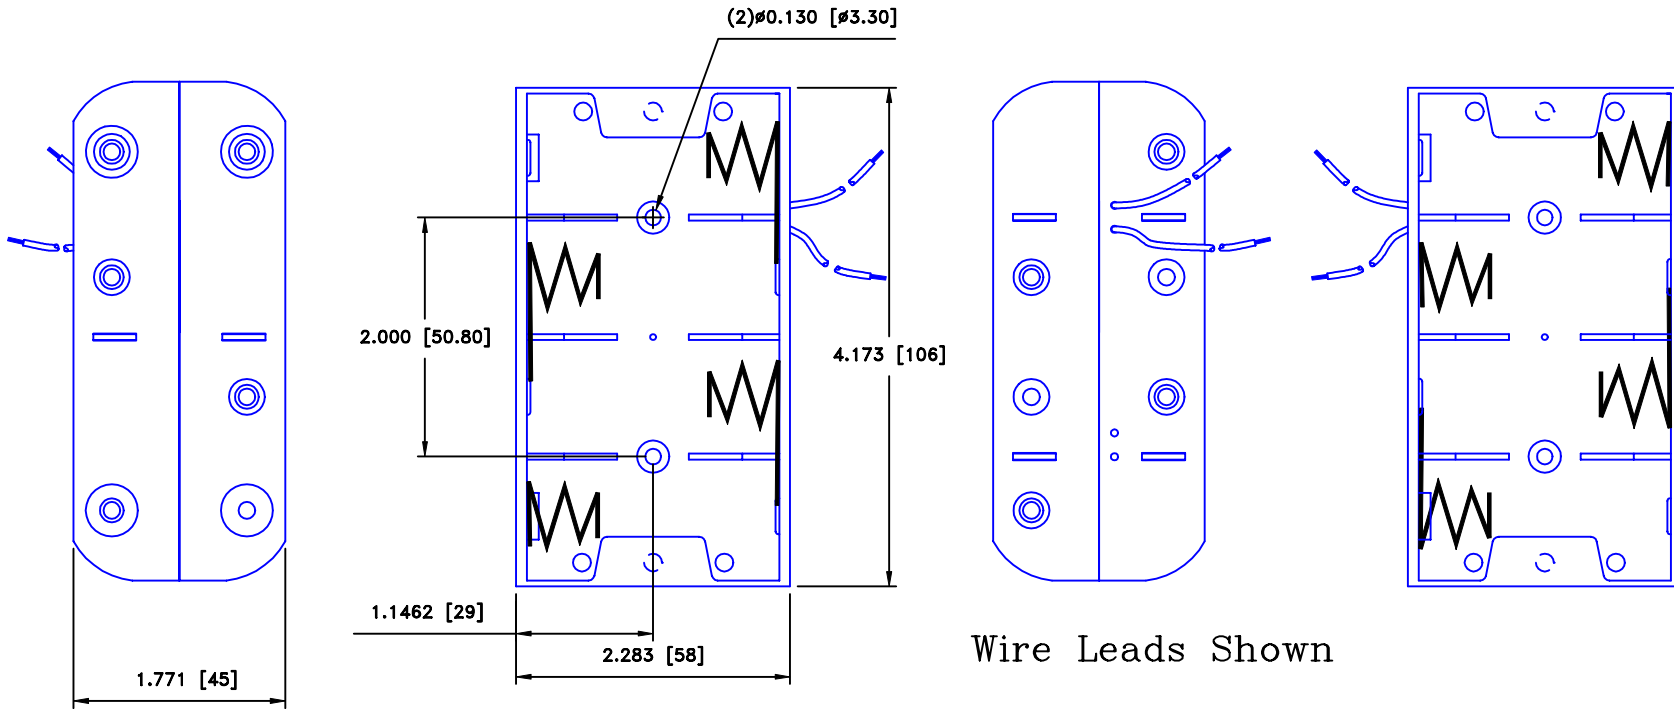 (2)ø0.130 [ø3.30]
2.000 [50.80]
4.173 [106]
1.1462 [29]
2.283 [58]
Wire Leads Shown
1.771 [45]